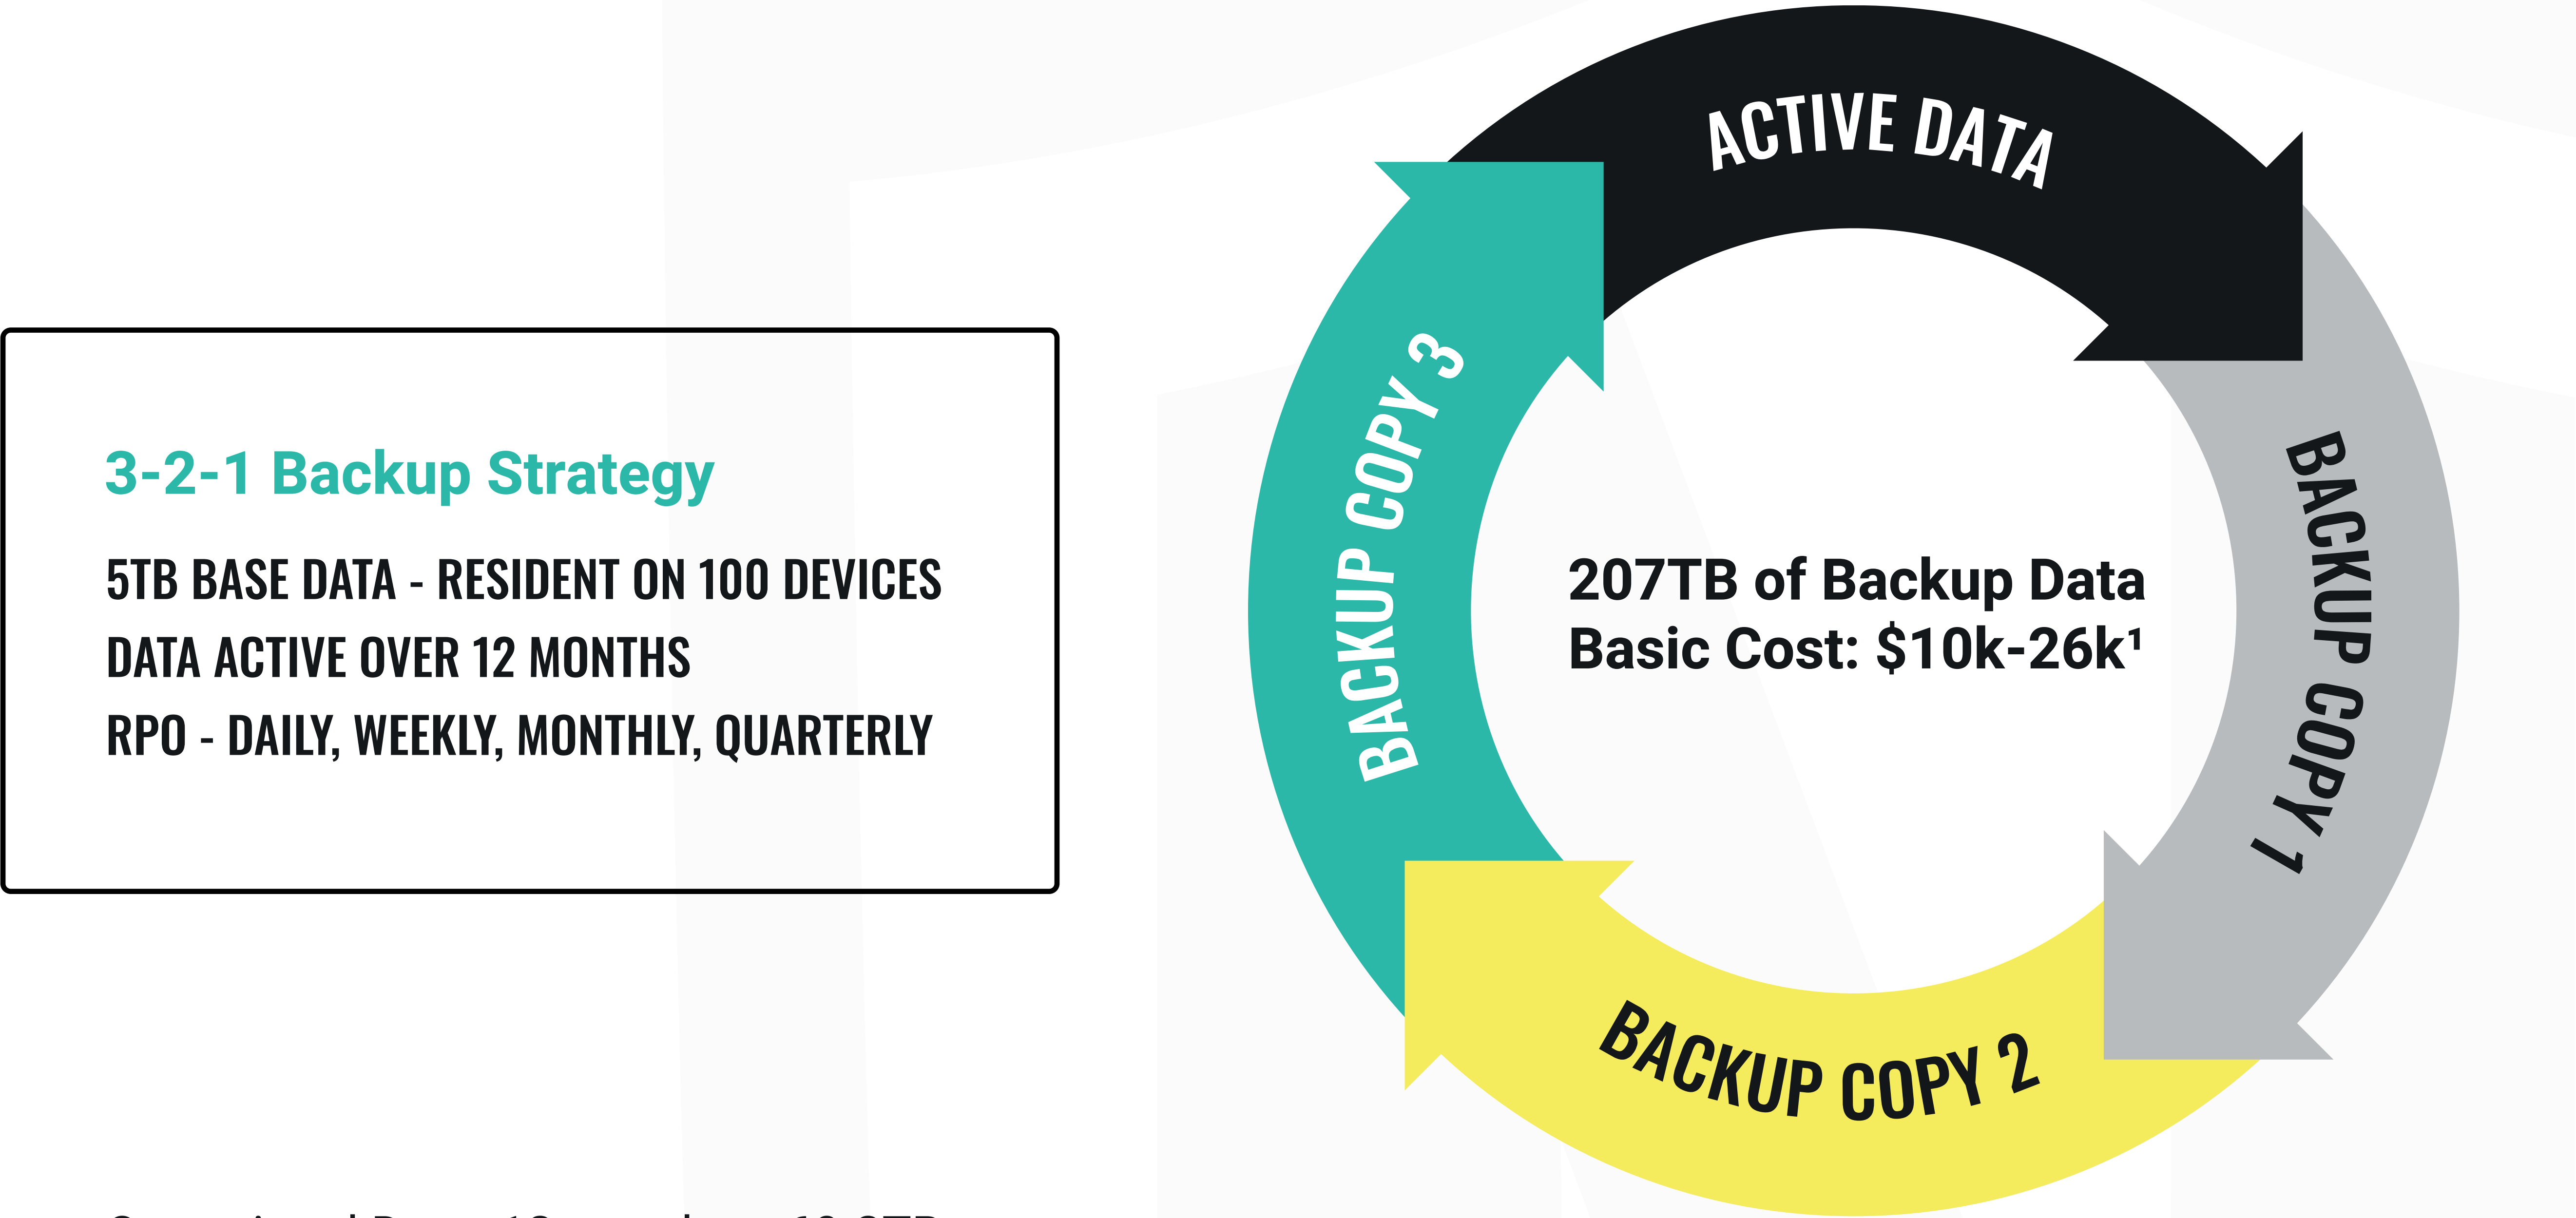 3-2-1 Backup Strategy
5TB BASE DATA - RESIDENT ON 100 DEVICES
DATA ACTIVE OVER 12 MONTHS
RPO - DAILY, WEEKLY, MONTHLY, QUARTERLY
ACTIVE DATA
BACKUP COPY 1
BACKUP COPY 2
BACKUP COPY 3
207TB of Backup Data
Basic Cost: $10k-26k¹